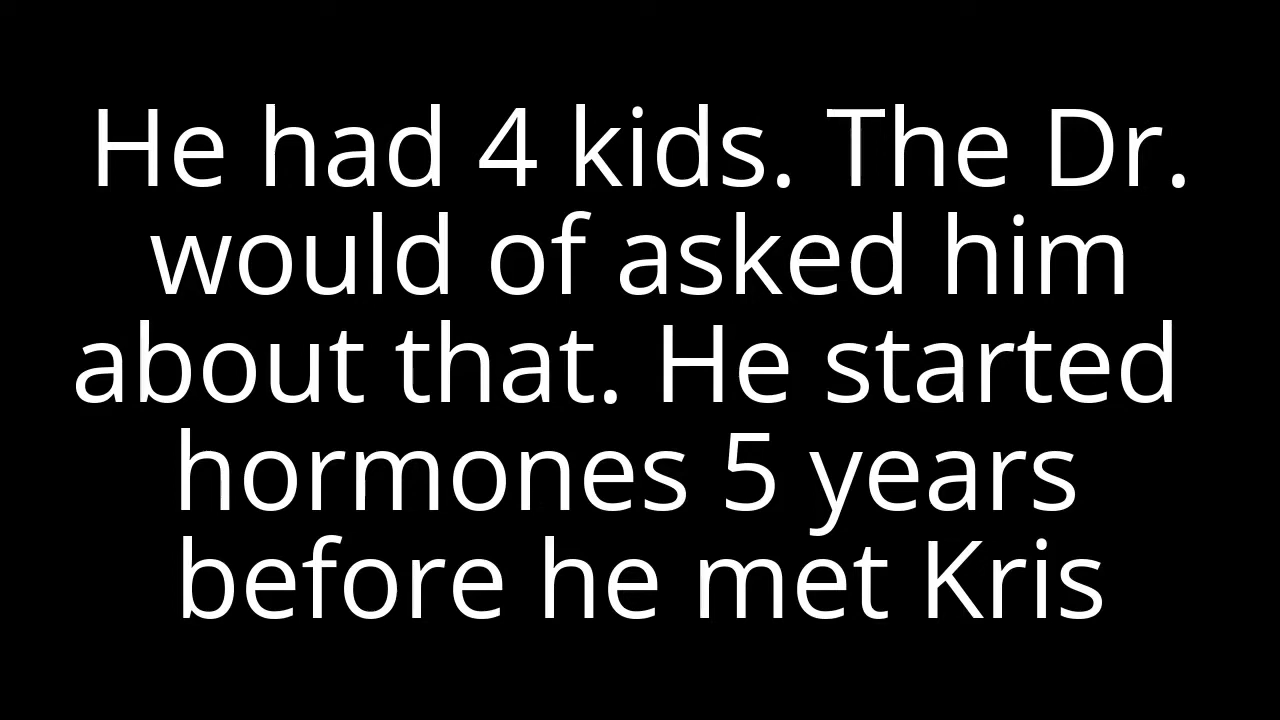 He had 4 kids. The Dr.
would of asked him
about that. He started
hormones 5 years
before he met Kris